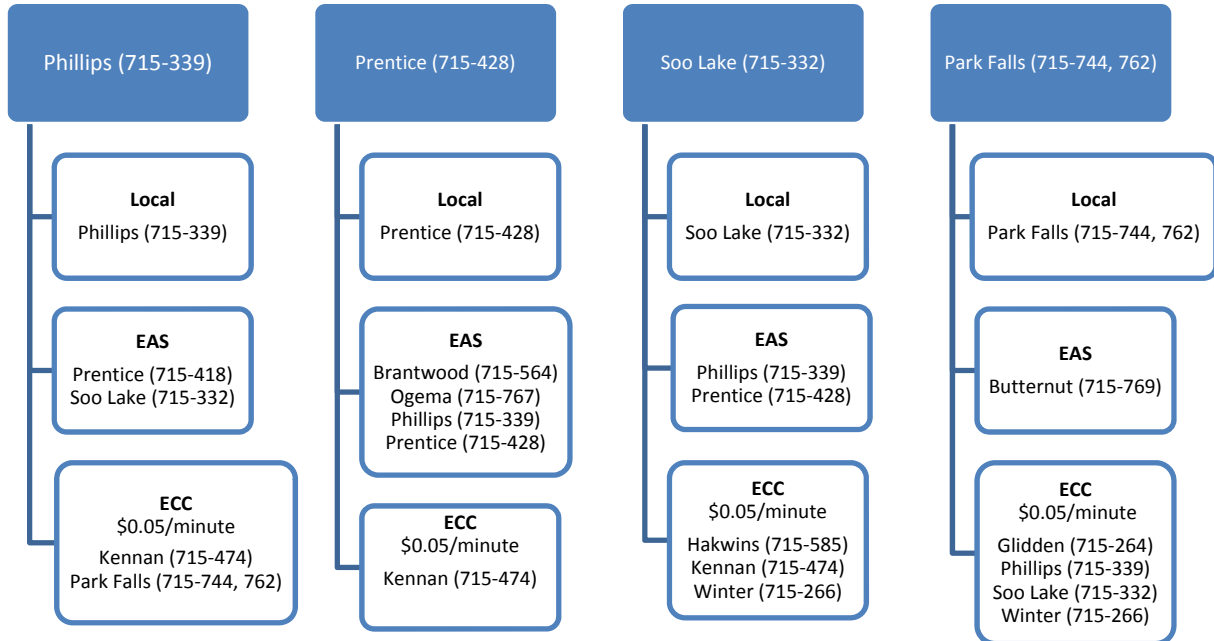 Phillips (715-339)
Local
Phillips (715-339)
EAS
Prentice (715-418)
Soo Lake (715-332)
ECC
$0.05/minute
Kennan (715-474)
Park Falls (715-744, 762)
Prentice (715-428)
Local
Prentice (715-428)
EAS
Brantwood (715-564)
Ogema (715-767)
Phillips (715-339)
Prentice (715-428)
ECC
$0.05/minute
Kennan (715-474)
Soo Lake (715-332)
Local
Soo Lake (715-332)
EAS
Phillips (715-339)
Prentice (715-428)
ECC
$0.05/minute
Hakwins (715-585)
Kennan (715-474)
Winter (715-266)
Park Falls (715-744, 762)
Local
Park Falls (715-744, 762)
EAS
Butternut (715-769)
ECC
$0.05/minute
Glidden (715-264)
Phillips (715-339)
Soo Lake (715-332)
Winter (715-266)